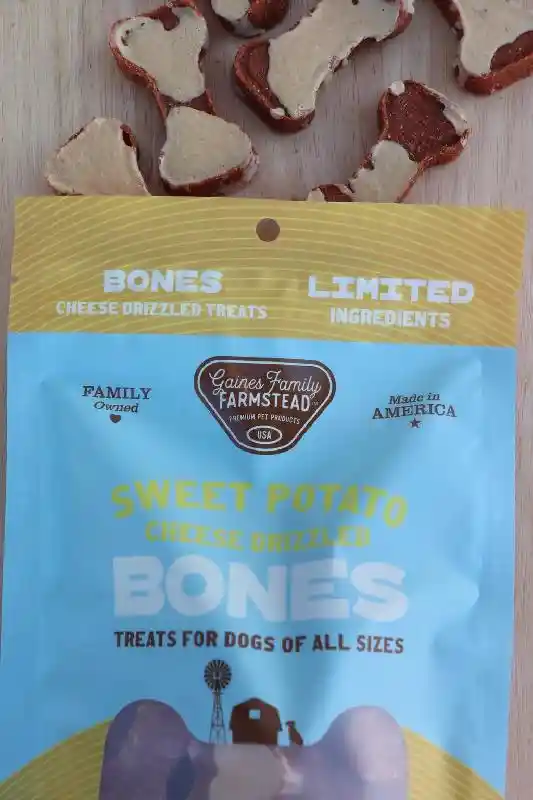 BONES
CHEESE DRIZZLED TREATS
LIMITED
INGREDIENTS
FAMILY
Owned
Gaines Family
FARMSTEAD™
PREMIUM PET PRODUCTS
USA
Made in
AMERICA
SWEET POTATO
CHEESE DRIZZLED
BONES
TREATS FOR DOGS OF ALL SIZES